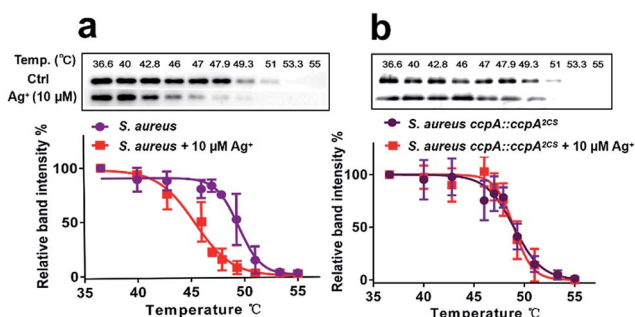 a
Temp. (℃) 36.6 40 42.8 46 47 47.9 49.3 51 53.3 55
Ctrl
Ag⁺ (10 µM)
S. aureus
S. aureus + 10 µM Ag⁺
Relative band intensity %
100
50
0
35 40 45 50 55
Temperature ℃
b
36.6 40 42.8 46 47 47.9 49.3 51 53.3 55
S. aureus ccpA::ccpA²ᶜˢ
S. aureus ccpA::ccpA²ᶜˢ + 10 µM Ag⁺
Relative band intensity %
100
50
0
35 40 45 50 55
Temperature ℃